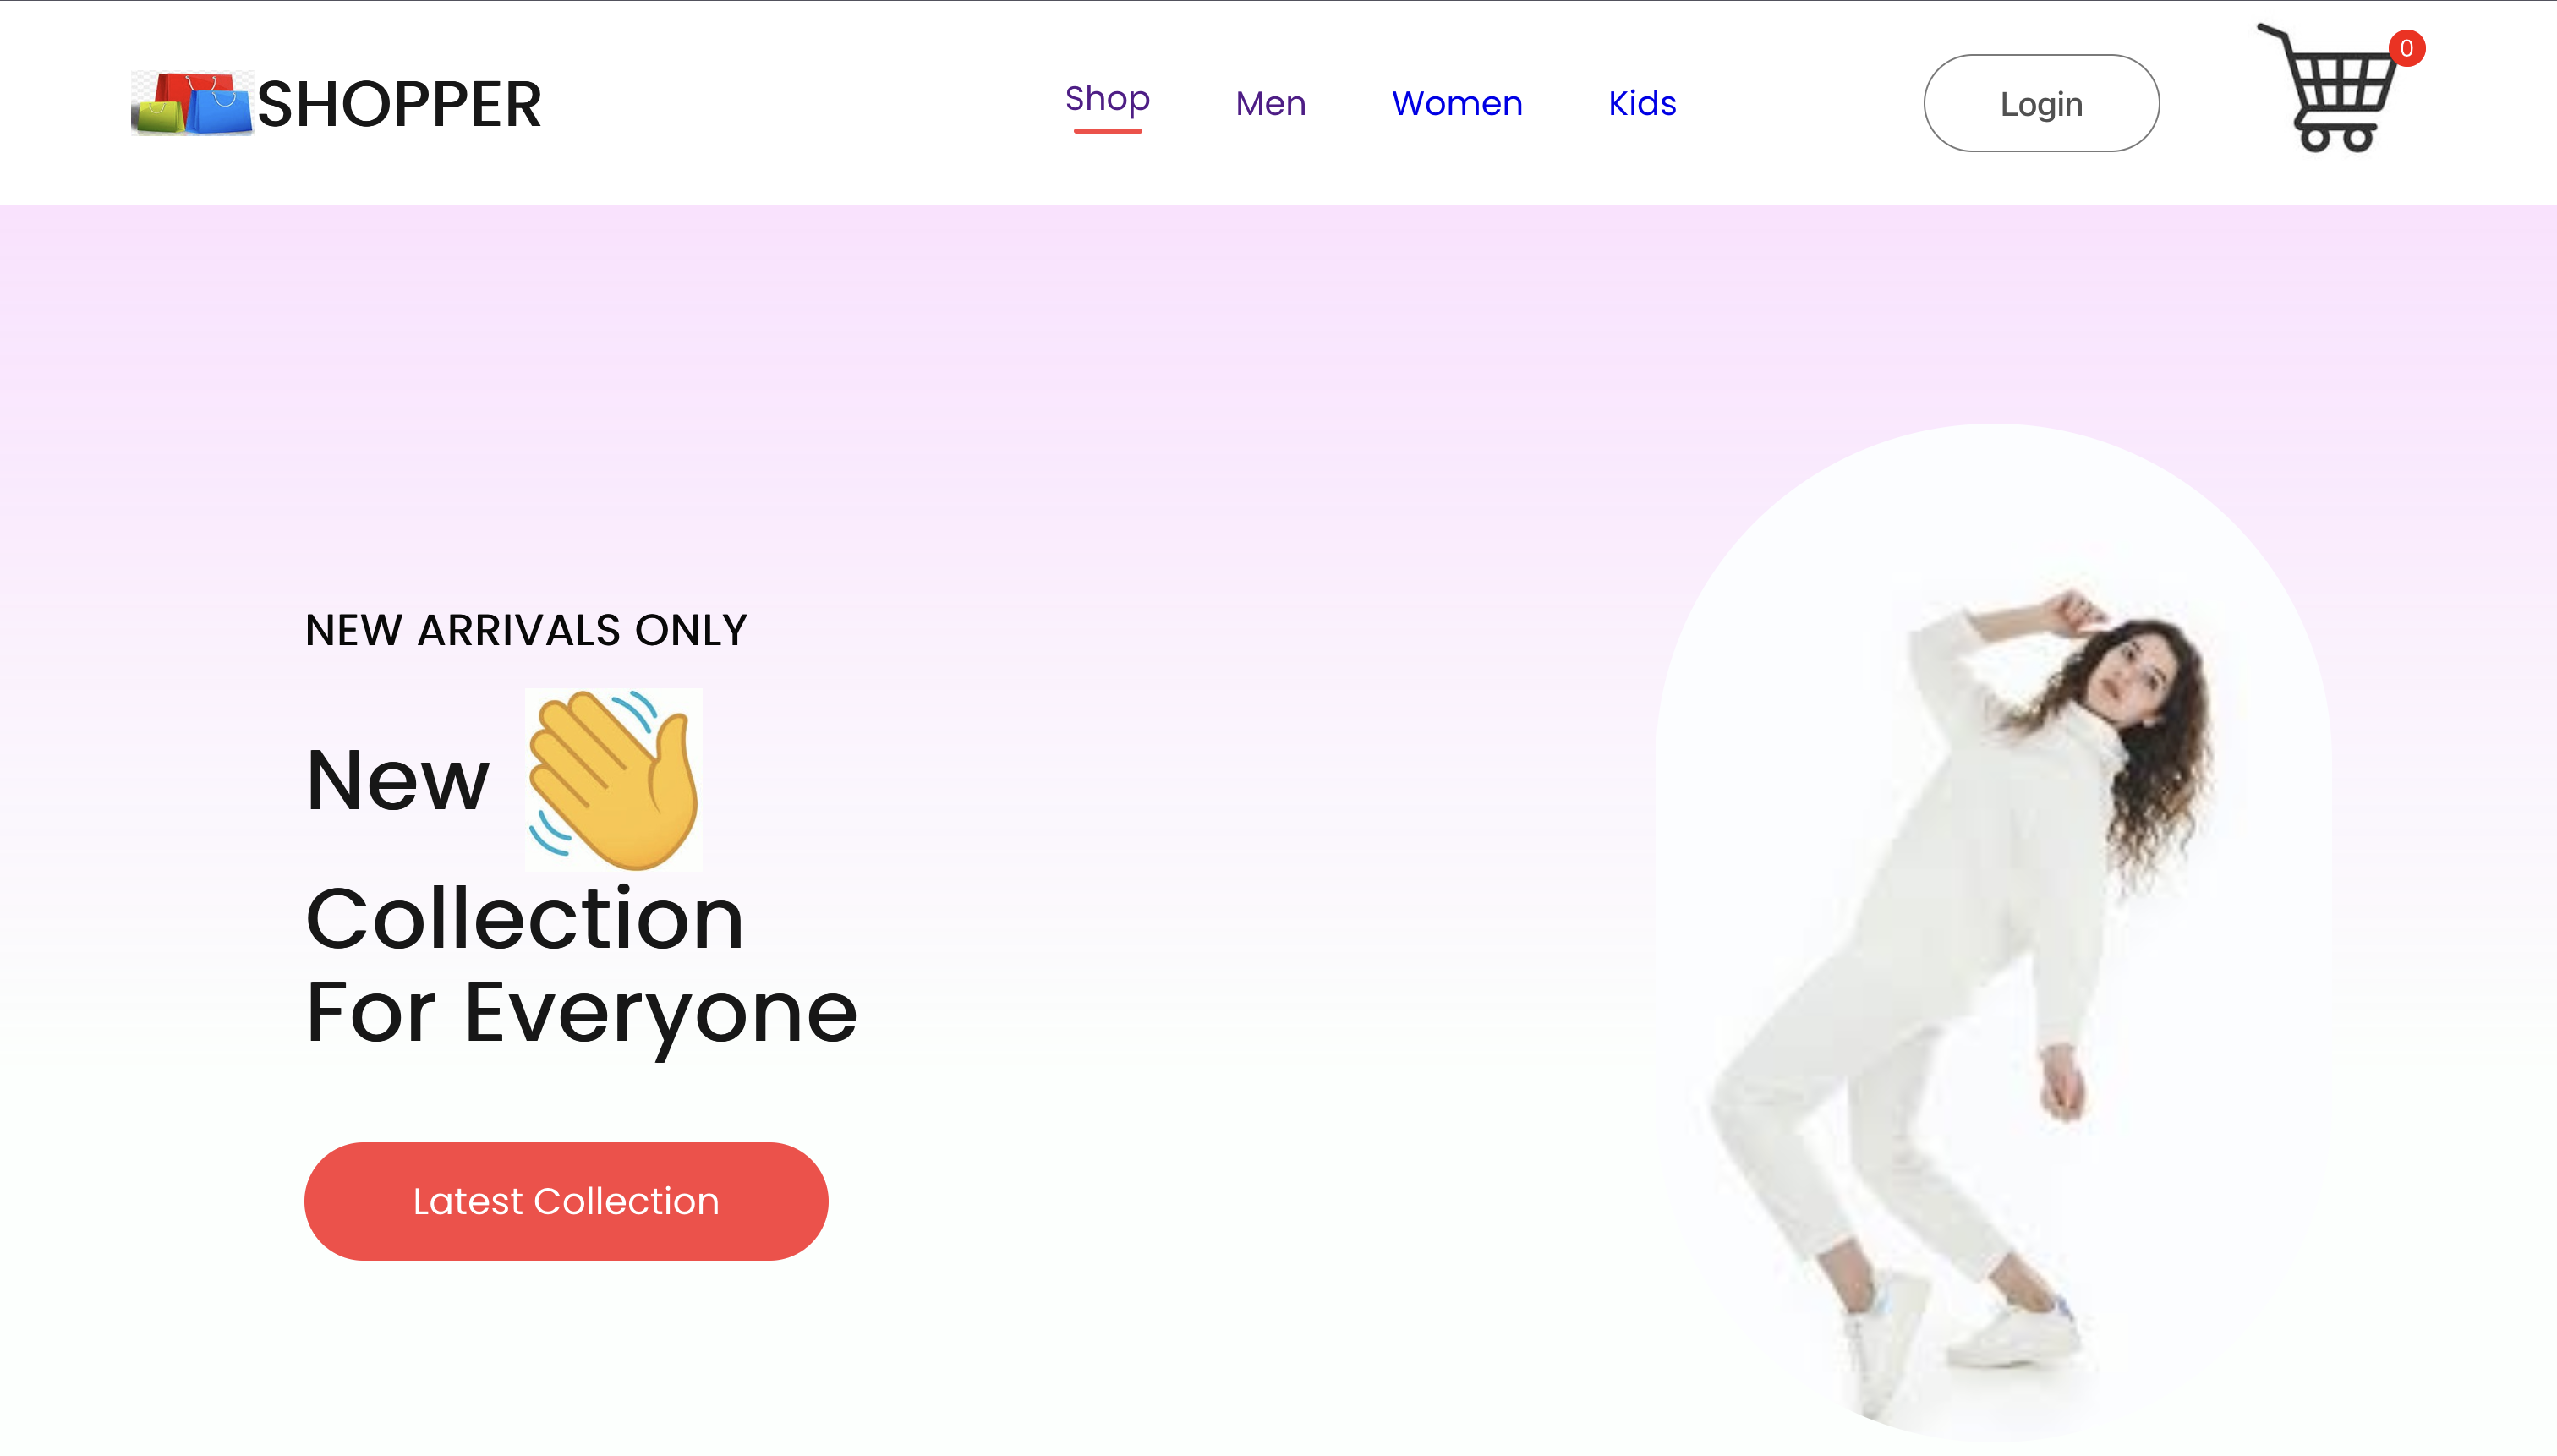 SHOPPER
Shop
Men
Women
Kids
Login
0
NEW ARRIVALS ONLY
New
Collection
For Everyone
Latest Collection